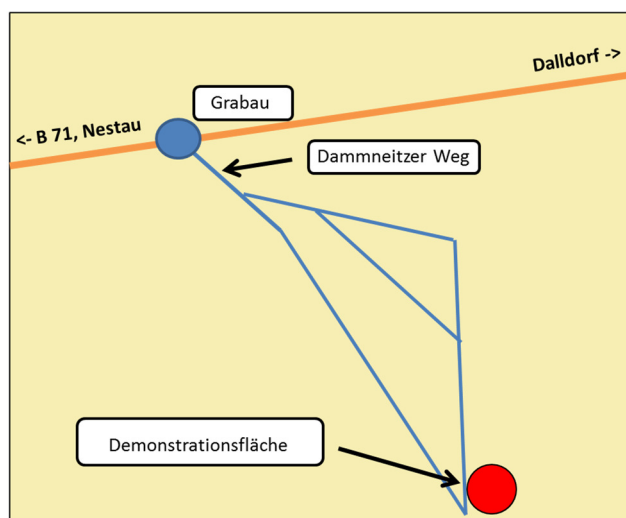 Dalldorf ->
Grabau
<- B 71, Nestau
Dammneitzer Weg
Demonstrationsfläche